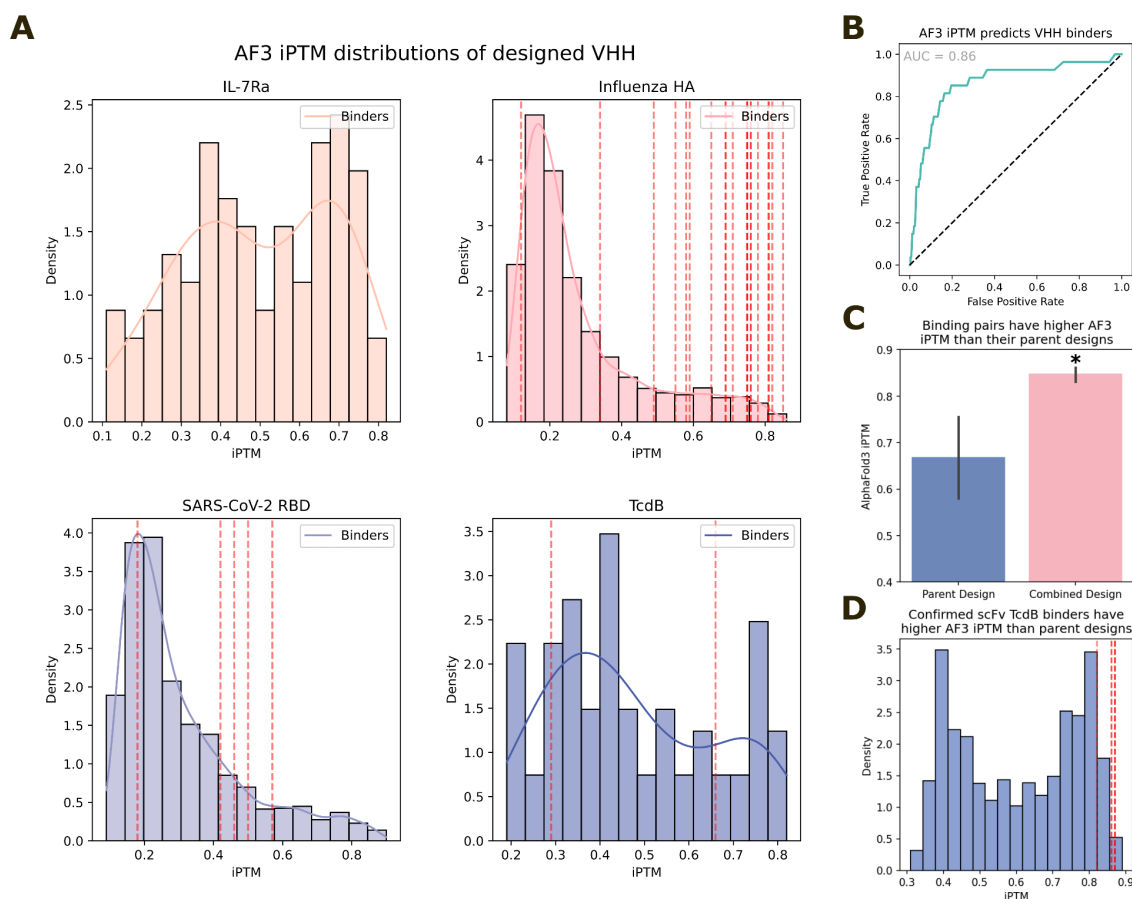 A
AF3 iPTM distributions of designed VHH
IL-7Ra
Binders
Density
2.5
2.0
1.5
1.0
0.5
0
0.1 0.2 0.3 0.4 0.5 0.6 0.7 0.8
iPTM
Influenza HA
Binders
Density
4
3
2
1
0
0.2 0.4 0.6 0.8
iPTM
SARS-CoV-2 RBD
Binders
Density
4.0
3.5
3.0
2.5
2.0
1.5
1.0
0.5
0.0
0.2 0.4 0.6 0.8
iPTM
TcdB
Binders
Density
3.5
3.0
2.5
2.0
1.5
1.0
0.5
0.0
0.2 0.3 0.4 0.5 0.6 0.7 0.8
iPTM
B
AF3 iPTM predicts VHH binders
AUC = 0.86
True Positive Rate
1.0
0.8
0.6
0.4
0.2
0.0
0.0 0.2 0.4 0.6 0.8 1.0
False Positive Rate
C
Binding pairs have higher AF3
iPTM than their parent designs
*
AlphaFold3 iPTM
0.9
0.8
0.7
0.6
0.5
0.4
Parent Design Combined Design
D
Confirmed scFv TcdB binders have
higher AF3 iPTM than parent designs
Density
3.5
3.0
2.5
2.0
1.5
1.0
0.5
0.0
0.3 0.4 0.5 0.6 0.7 0.8 0.9
iPTM